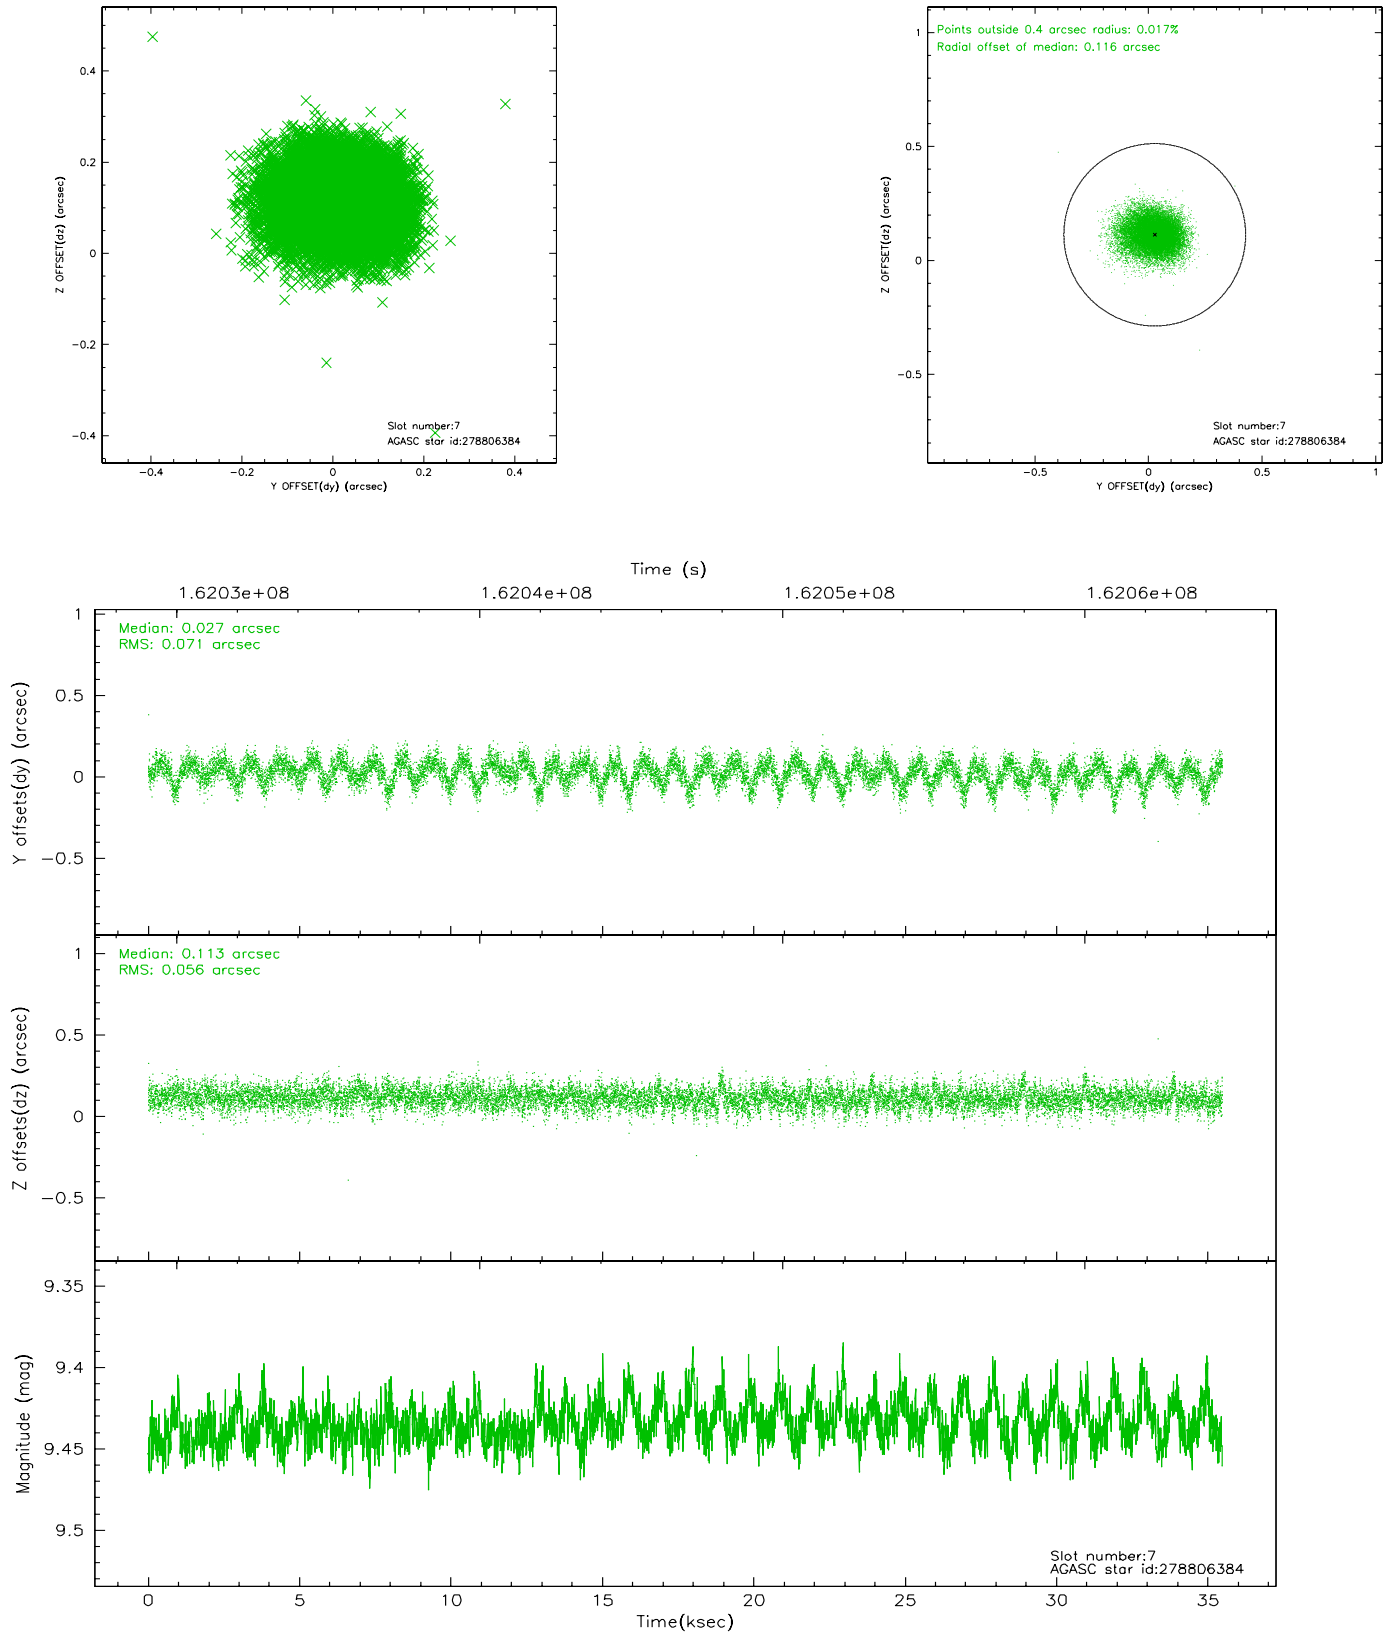 0.4
0.2
0
−0.2
−0.4
Z OFFSET(dz) (arcsec)
Slot number:7
AGASC star id:278806384
−0.4 −0.2 0 0.2 0.4
Y OFFSET(dy) (arcsec)
Points outside 0.4 arcsec radius: 0.017%
Radial offset of median: 0.116 arcsec
1
0.5
0
−0.5
Z OFFSET(dz) (arcsec)
Slot number:7
AGASC star id:278806384
−0.5 0 0.5 1
Y OFFSET(dy) (arcsec)
Time (s)
1.6203e+08 1.6204e+08 1.6205e+08 1.6206e+08
Median: 0.027 arcsec
RMS: 0.071 arcsec
1
0.5
0
−0.5
Y offsets(dy) (arcsec)
Median: 0.113 arcsec
RMS: 0.056 arcsec
1
0.5
0
−0.5
Z offsets(dz) (arcsec)
9.35
9.4
9.45
9.5
Magnitude (mag)
Slot number:7
AGASC star id:278806384
0 5 10 15 20 25 30 35
Time(ksec)